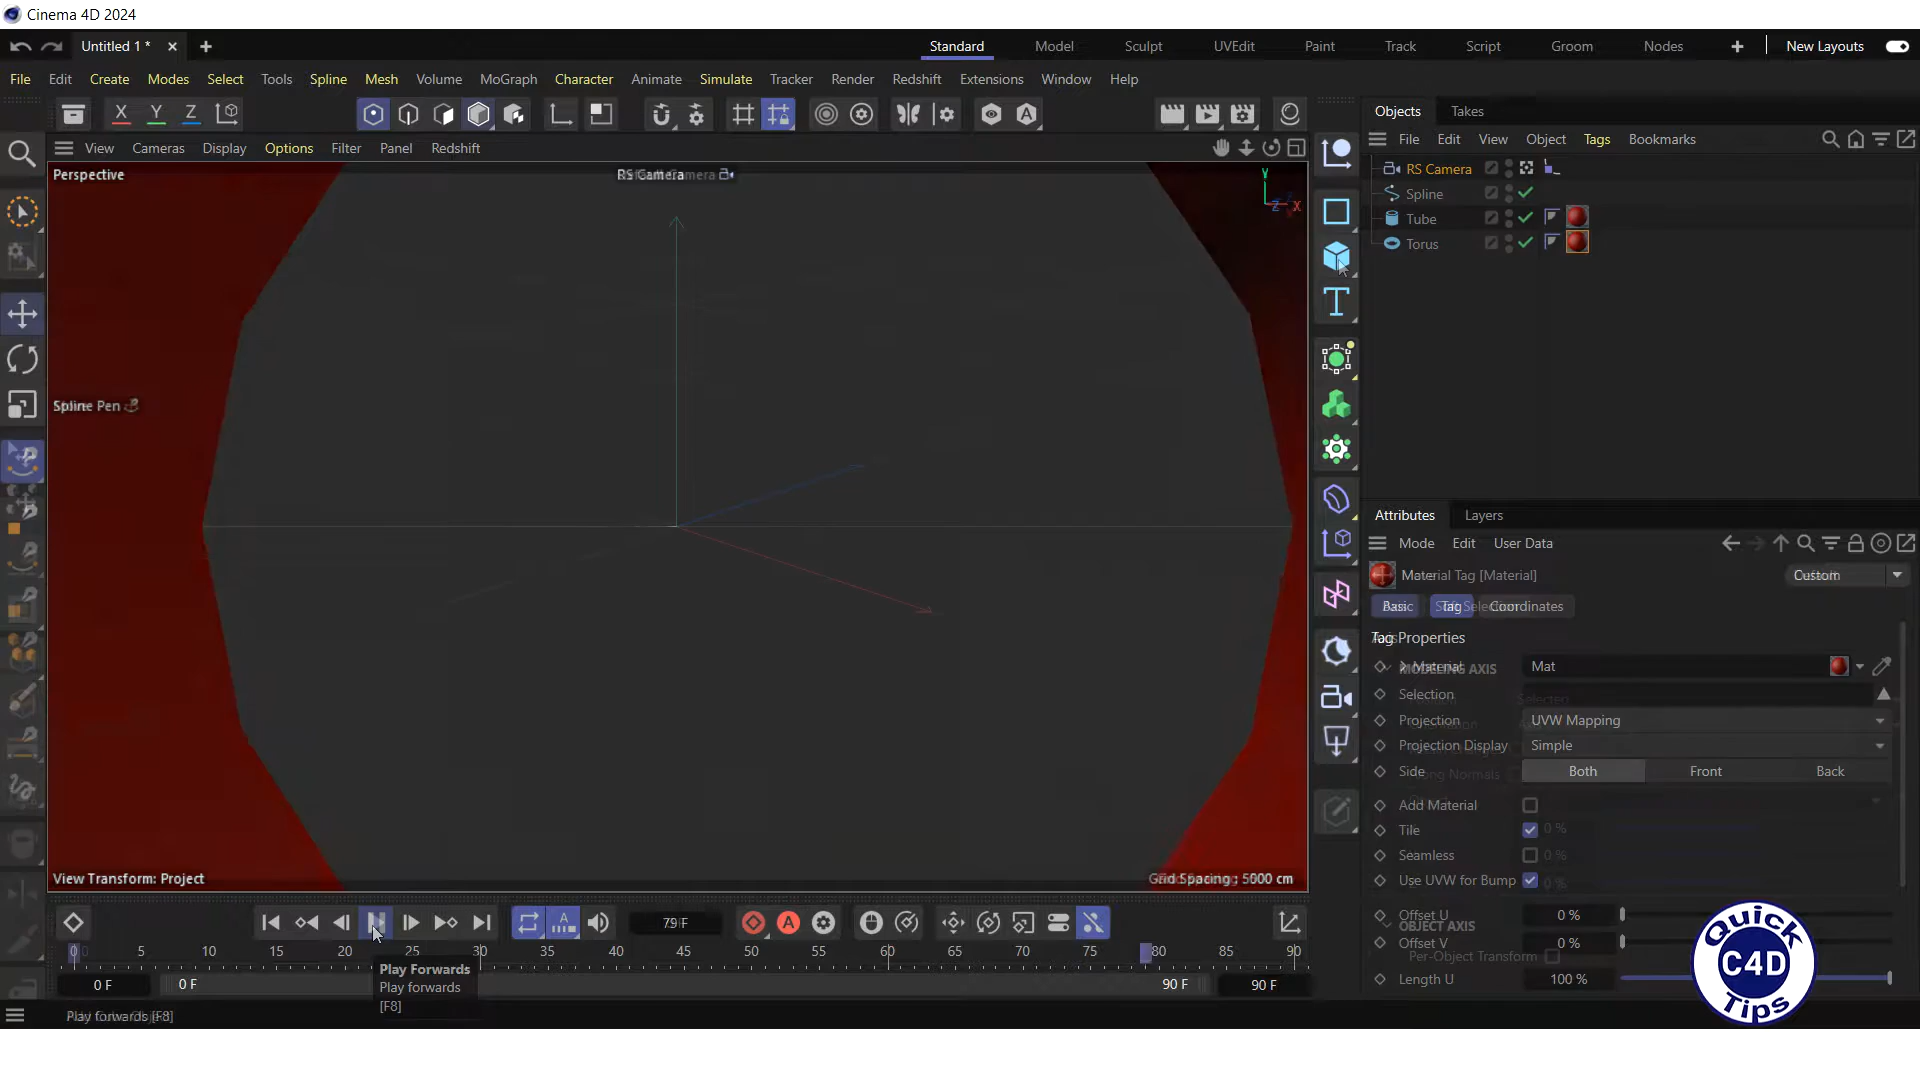 Cinema 4D 2024
Untitled 1 *
Standard
Model
Sculpt
UVEdit
Paint
Track
Script
Groom
Nodes
New Layouts
File Edit Create Modes Select Tools Spline Mesh Volume MoGraph Character Animate Simulate Tracker Render Redshift Extensions Window Help
X Y Z
Objects Takes
File Edit View Object Tags Bookmarks
View Cameras Display Options Filter Panel Redshift
Perspective
RS Camera
Y
Z X
RS Camera
Spline
Tube
Torus
Spline Pen
Attributes Layers
Mode Edit User Data
Material Tag [Material]
Custom
Basic Tag Coordinates
Tag Properties
Material Mat
MODELING AXIS
Selection
Projection UVW Mapping
Projection Display Simple
Side Both Front Back
Add Material
Tile 0 %
Seamless 0 %
Use UVW for Bump 0 %
Offset U 0 %
OBJECT AXIS
Offset V 0 %
Per-Object Transform
Length U 100 %
View Transform: Project
Grid Spacing : 5000 cm
79 F
0 5 10 15 20 25 30 35 40 45 50 55 60 65 70 75 80 85 90
0 F 0 F 90 F 90 F
Play Forwards
Play forwards
[F8]
Play forwards [F8]
Quick
C4D
Tips